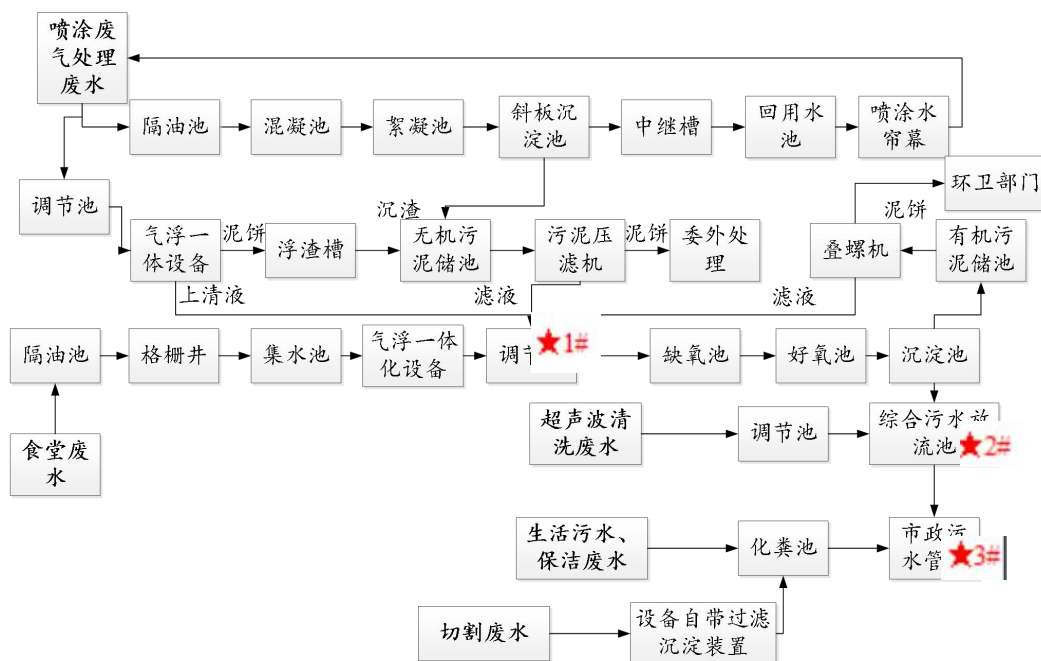 喷涂废
气处理
废水
隔油池
混凝池
絮凝池
斜板沉
淀池
中继槽
回用水
池
喷涂水
帘幕
环卫部门
调节池
沉渣
泥饼
气浮一
体设备
泥饼
浮渣槽
无机污
泥储池
污泥压
滤机
泥饼
委外处
理
叠螺机
有机污
泥储池
上清液
滤液
滤液
隔油池
格栅井
集水池
气浮一体
化设备
调节
★1#
缺氧池
好氧池
沉淀池
超声波清
洗废水
调节池
综合污水放
流池
★2#
食堂废
水
生活污水、
保洁废水
化粪池
市政污
水管
★3#
切割废水
设备自带过滤
沉淀装置